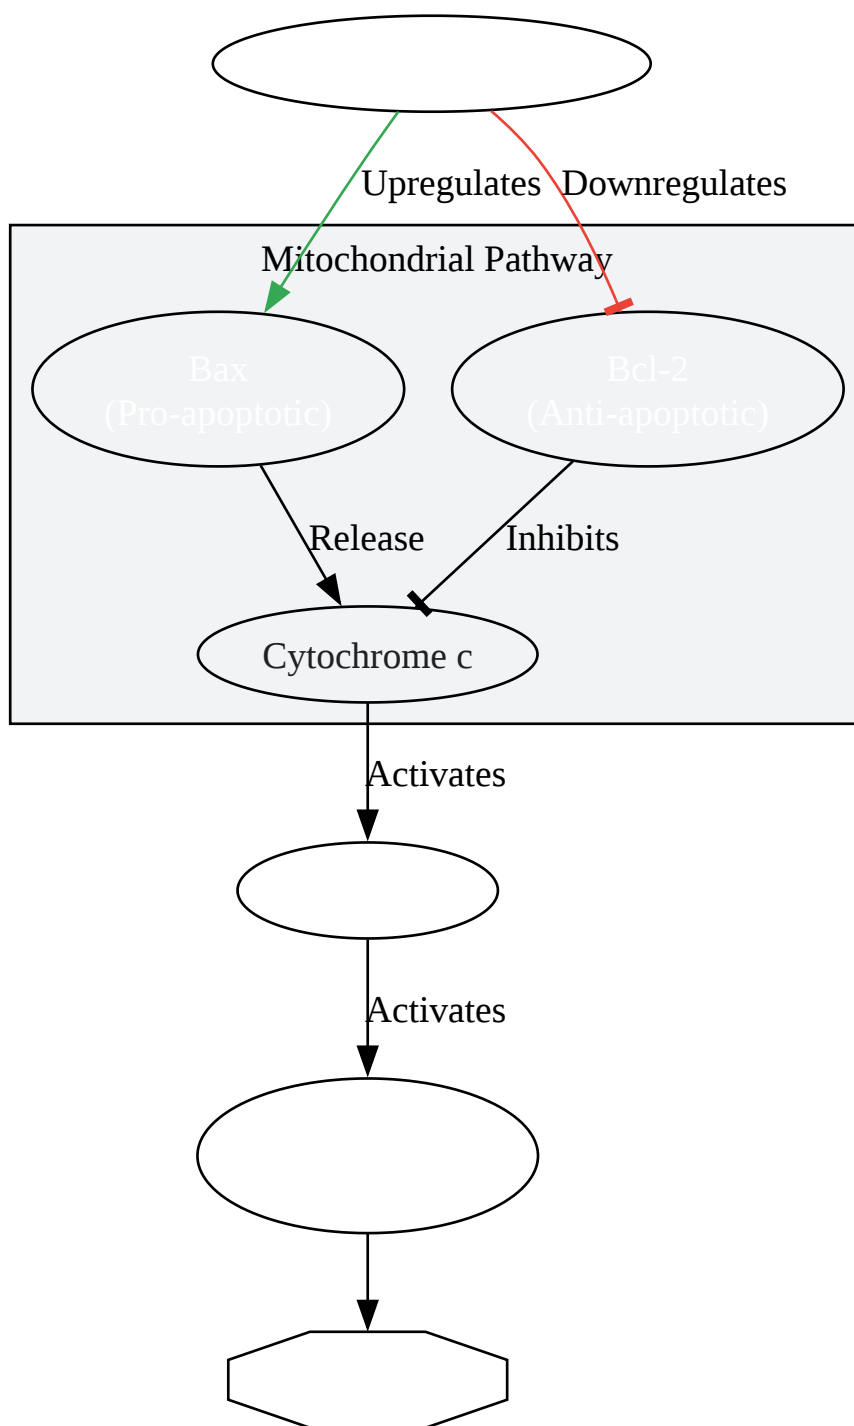 Upregulates
Downregulates
Mitochondrial Pathway
Bax
(Pro-apoptotic)
Bcl-2
(Anti-apoptotic)
Release
Inhibits
Cytochrome c
Activates
Activates